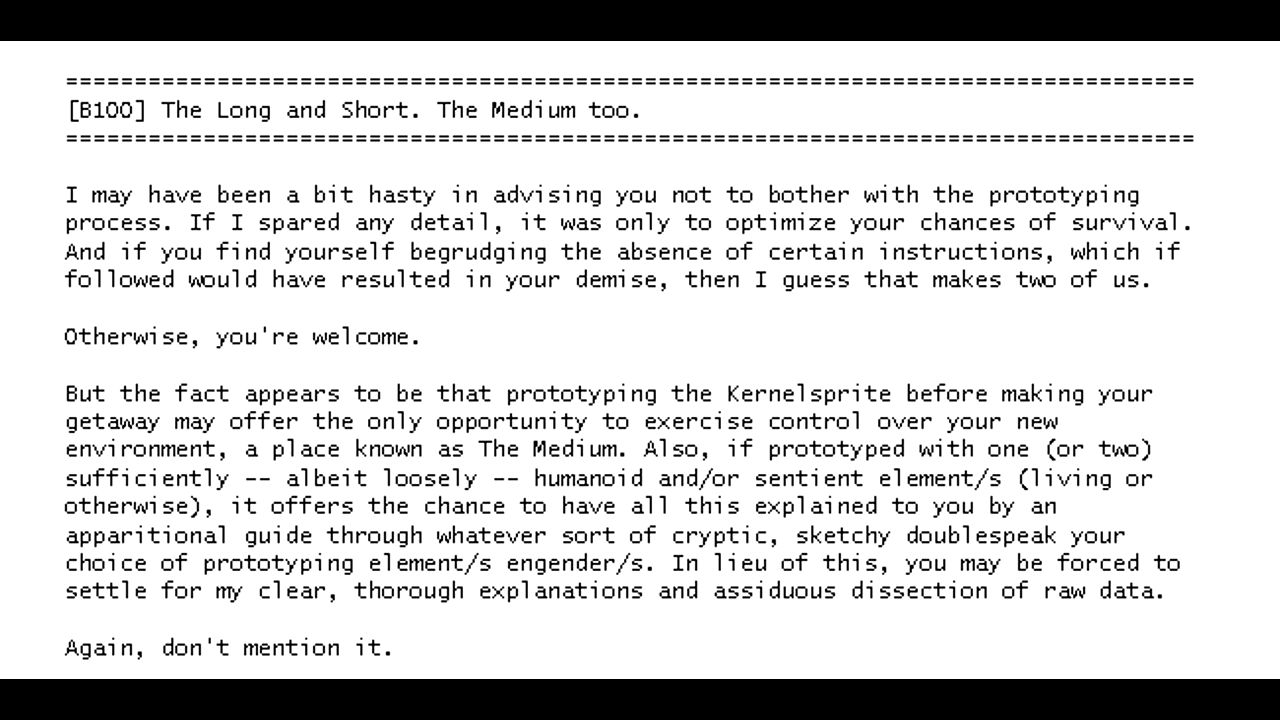 ==================================================================================
[B100] The Long and Short. The Medium too.
==================================================================================
I may have been a bit hasty in advising you not to bother with the prototyping
process. If I spared any detail, it was only to optimize your chances of survival.
And if you find yourself begrudging the absence of certain instructions, which if
followed would have resulted in your demise, then I guess that makes two of us.
Otherwise, you're welcome.
But the fact appears to be that prototyping the Kernelsprite before making your
getaway may offer the only opportunity to exercise control over your new
environment, a place known as The Medium. Also, if prototyped with one (or two)
sufficiently -- albeit loosely -- humanoid and/or sentient element/s (living or
otherwise), it offers the chance to have all this explained to you by an
apparitional guide through whatever sort of cryptic, sketchy doublespeak your
choice of prototyping element/s engender/s. In lieu of this, you may be forced to
settle for my clear, thorough explanations and assiduous dissection of raw data.
Again, don't mention it.